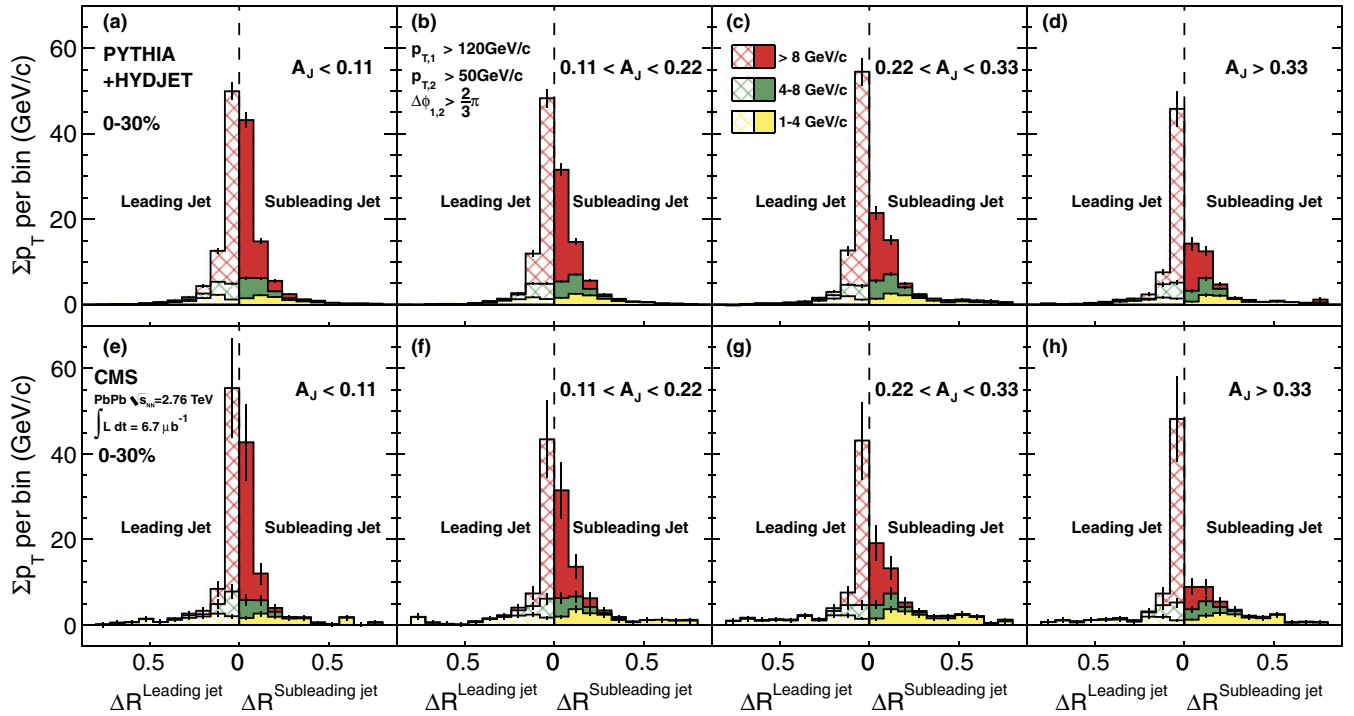 (a)
PYTHIA
+HYDJET
0-30%
A_J < 0.11
Leading Jet
Subleading Jet
(b)
p_T,1 > 120GeV/c
p_T,2 > 50GeV/c
Δϕ_1,2 > 2/3 π
0.11 < A_J < 0.22
Leading Jet
Subleading Jet
(c)
> 8 GeV/c
4-8 GeV/c
1-4 GeV/c
0.22 < A_J < 0.33
Leading Jet
Subleading Jet
(d)
A_J > 0.33
Leading Jet
Subleading Jet
Σp_T per bin (GeV/c)
60
40
20
0
(e)
CMS
PbPb √s_NN=2.76 TeV
∫L dt = 6.7 μb^-1
0-30%
A_J < 0.11
Leading Jet
Subleading Jet
(f)
0.11 < A_J < 0.22
Leading Jet
Subleading Jet
(g)
0.22 < A_J < 0.33
Leading Jet
Subleading Jet
(h)
A_J > 0.33
Leading Jet
Subleading Jet
Σp_T per bin (GeV/c)
60
40
20
0
0.5 0 0.5
0.5 0 0.5
0.5 0 0.5
0.5 0 0.5
ΔR^Leading jet ΔR^Subleading jet
ΔR^Leading jet ΔR^Subleading jet
ΔR^Leading jet ΔR^Subleading jet
ΔR^Leading jet ΔR^Subleading jet